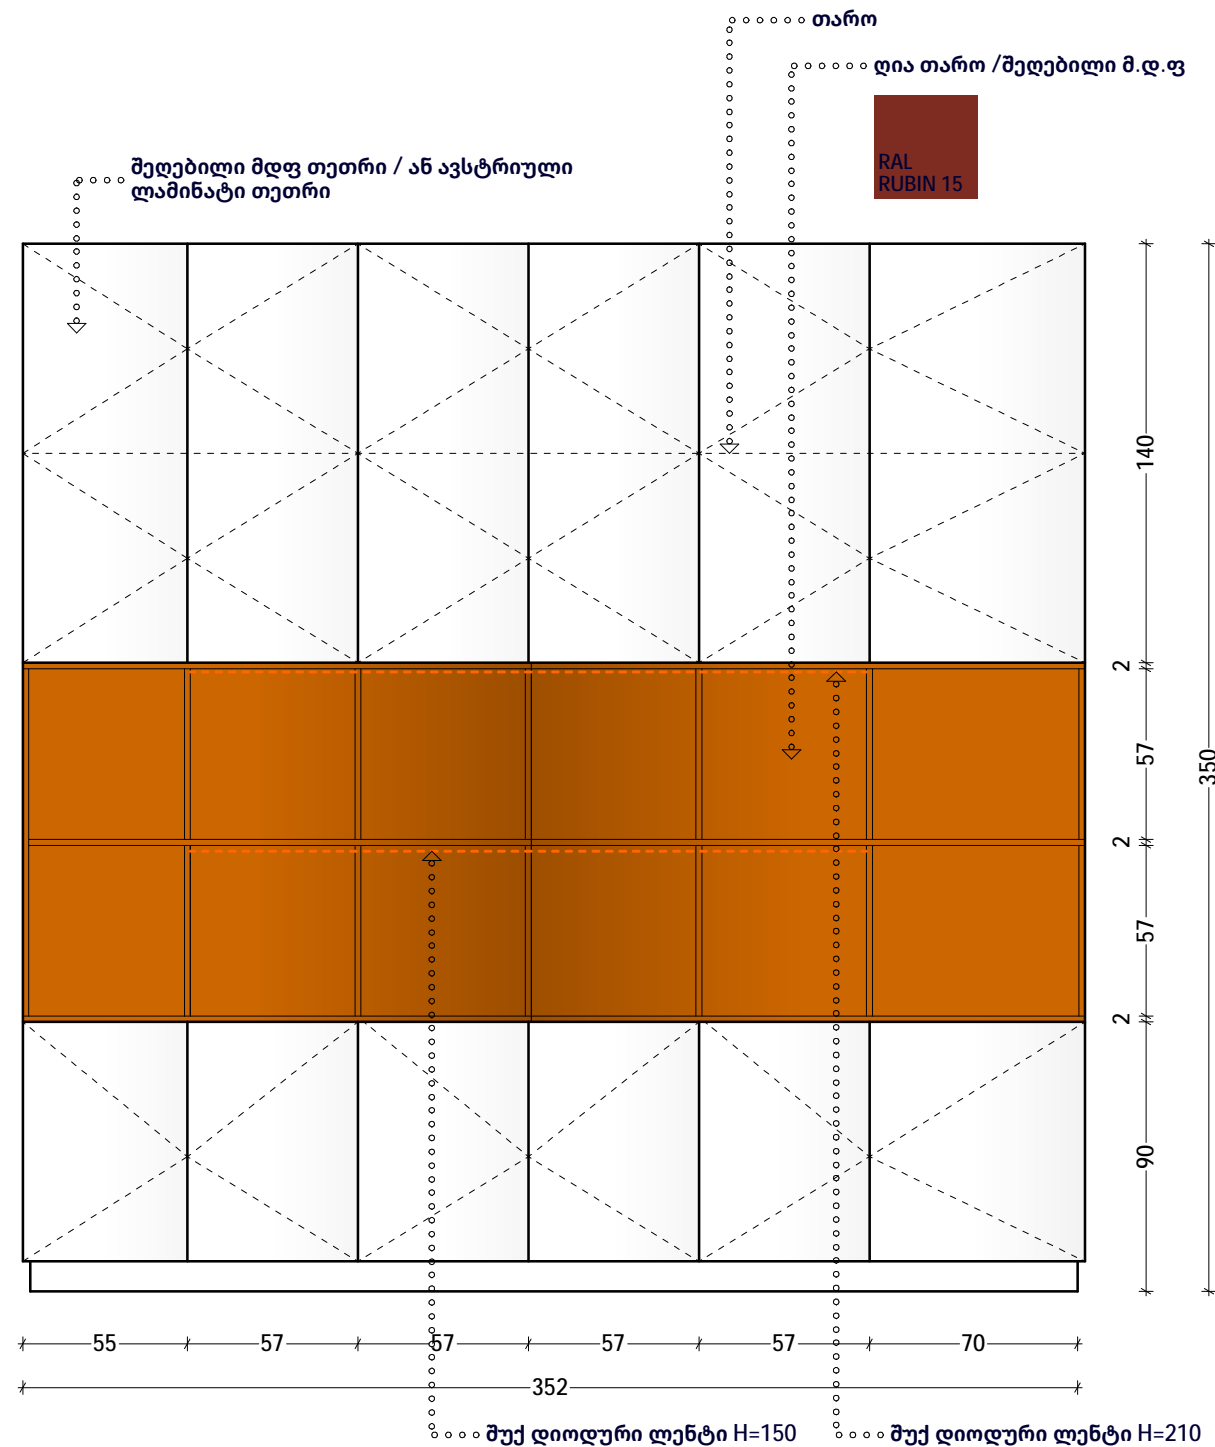 თარო
ღია თარო /შეღებილი მ.დ.ფ
RAL
RUBIN 15
შეღებილი მდფ თეთრი / ან ავსტრიული
ლამინატი თეთრი
140
2
57
350
2
57
2
90
55 57 57 57 57 70
352
შუქ დიოდური ლენტი H=150
შუქ დიოდური ლენტი H=210